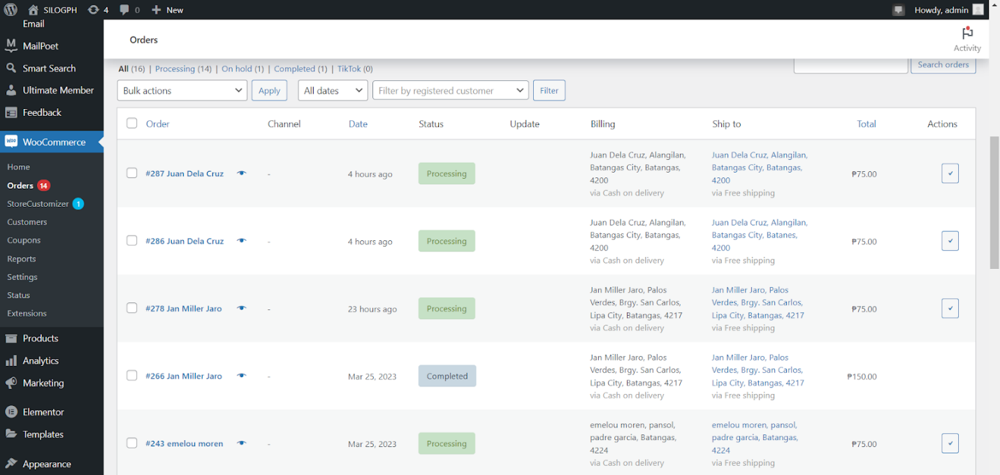 SILOGPH 4 0 New Howdy, admin
Email
MailPoet
Smart Search
Ultimate Member
Feedback
WooCommerce
Home
Orders 14
StoreCustomizer 1
Customers
Coupons
Reports
Settings
Status
Extensions
Products
Analytics
Marketing
Elementor
Templates
Appearance
Orders
Activity
All (16) | Processing (14) | On hold (1) | Completed (1) | TikTok (0)
Search orders
Bulk actions Apply All dates Filter by registered customer Filter
Order Channel Date Status Update Billing Ship to Total Actions
#287 Juan Dela Cruz - 4 hours ago Processing
Juan Dela Cruz, Alangilan,
Batangas City, Batangas,
4200
via Cash on delivery
Juan Dela Cruz, Alangilan,
Batangas City, Batangas,
4200
via Free shipping
₱75.00
#286 Juan Dela Cruz - 4 hours ago Processing
Juan Dela Cruz, Alangilan,
Batangas City, Batangas,
4200
via Cash on delivery
Juan Dela Cruz, Alangilan,
Batangas City, Batanes,
4200
via Free shipping
₱75.00
#278 Jan Miller Jaro - 23 hours ago Processing
Jan Miller Jaro, Palos
Verdes, Brgy. San Carlos,
Lipa City, Batangas, 4217
via Cash on delivery
Jan Miller Jaro, Palos
Verdes, Brgy. San Carlos,
Lipa City, Batangas, 4217
via Free shipping
₱75.00
#266 Jan Miller Jaro - Mar 25, 2023 Completed
Jan Miller Jaro, Palos
Verdes, Brgy. San Carlos,
Lipa City, Batangas, 4217
via Cash on delivery
Jan Miller Jaro, Palos
Verdes, Brgy. San Carlos,
Lipa City, Batangas, 4217
via Free shipping
₱150.00
#243 emelou moren - Mar 25, 2023 Processing
emelou moren, pansol,
padre garcia, Batangas,
4224
via Cash on delivery
emelou moren, pansol,
padre garcia, Batangas,
4224
via Free shipping
₱75.00